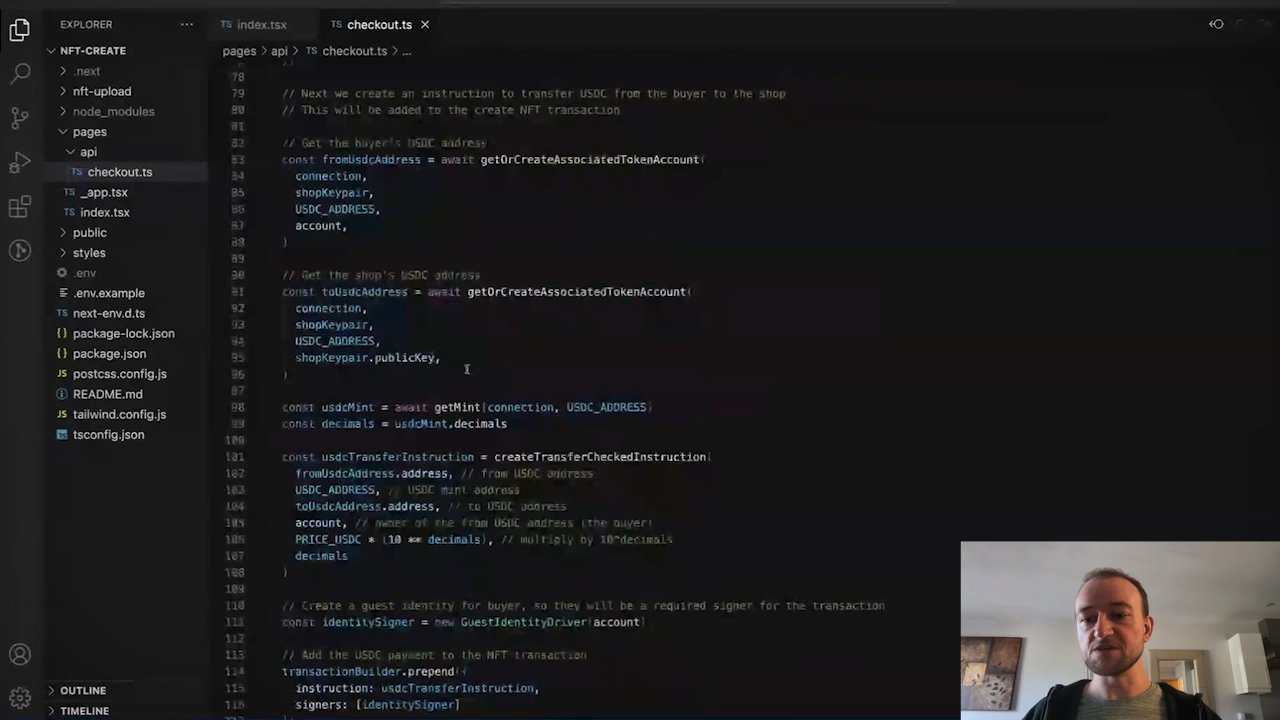 EXPLORER
NFT-CREATE
.next
nft-upload
node_modules
pages
api
TS checkout.ts
TS _app.tsx
TS index.tsx
public
styles
.env
.env.example
TS next-env.d.ts
{} package-lock.json
{} package.json
TS postcss.config.js
README.md
TS tailwind.config.js
tsconfig.json
OUTLINE
TIMELINE
TS index.tsx
TS checkout.ts
pages > api > TS checkout.ts > ...
78
79 // Next we create an instruction to transfer USDC from the buyer to the shop
80 // This will be added to the create NFT transaction
81
82 // Get the buyer's USDC address
83 const fromUsdcAddress = await getOrCreateAssociatedTokenAccount(
84 connection,
85 shopKeypair,
86 USDC_ADDRESS,
87 account,
88 )
89
90 // Get the shop's USDC address
91 const toUsdcAddress = await getOrCreateAssociatedTokenAccount(
92 connection,
93 shopKeypair,
94 USDC_ADDRESS,
95 shopKeypair.publicKey,
96 )
97
98 const usdcMint = await getMint(connection, USDC_ADDRESS)
99 const decimals = usdcMint.decimals
100
101 const usdcTransferInstruction = createTransferCheckedInstruction(
102 fromUsdcAddress.address, // from USDC address
103 USDC_ADDRESS, // USDC mint address
104 toUsdcAddress.address, // to USDC address
105 account, // owner of the from USDC address (the buyer)
106 PRICE_USDC * (10 ** decimals), // multiply by 10^decimals
107 decimals
108 )
109
110 // Create a guest identity for buyer, so they will be a required signer for the transaction
111 const identitySigner = new GuestIdentityDriver(account)
112
113 // Add the USDC payment to the NFT transaction
114 transactionBuilder.prepend({
115 instruction: usdcTransferInstruction,
116 signers: [identitySigner]